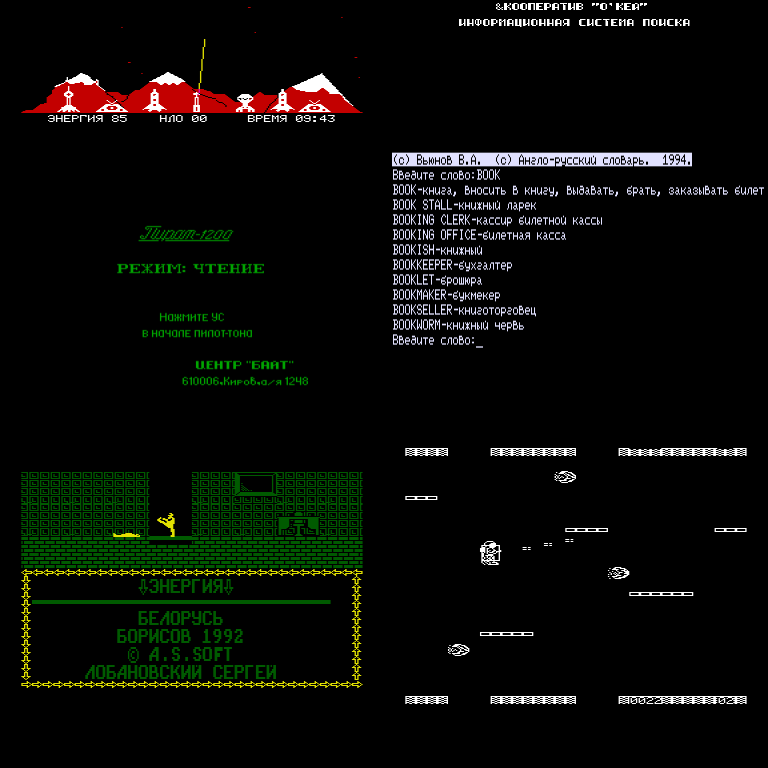 ЭНЕРГИЯ 85 НЛО 00 ВРЕМЯ 09:43
&КООПЕРАТИВ "О'КЕА"
ИНФОРМАЦИОННАЯ СИСТЕМА ПОИСКА
Пират-1200
РЕЖИМ: ЧТЕНИЕ
НАЖМИТЕ УС
В НАЧАЛЕ ПИЛОТ-ТОНА
ЦЕНТР "БААТ"
610006.Киров.а/я 1248
(c) Вьюнов В.А. (c) Англо-русский словарь. 1994.
Введите слово:BOOK
BOOK-книга, вносить в книгу, выдавать, брать, заказывать билет
BOOK STALL-книжный ларек
BOOKING CLERK-кассир билетной кассы
BOOKING OFFICE-билетная касса
BOOKISH-книжный
BOOKKEEPER-бухгалтер
BOOKLET-брошюра
BOOKMAKER-букмекер
BOOKSELLER-книготорговец
BOOKWORM-книжный червь
Введите слово:_
ЭНЕРГИЯ
БЕЛОРУСЬ
БОРИСОВ 1992
© A.S.SOFT
ЛОБАНОВСКИЙ СЕРГЕЙ
0022 02